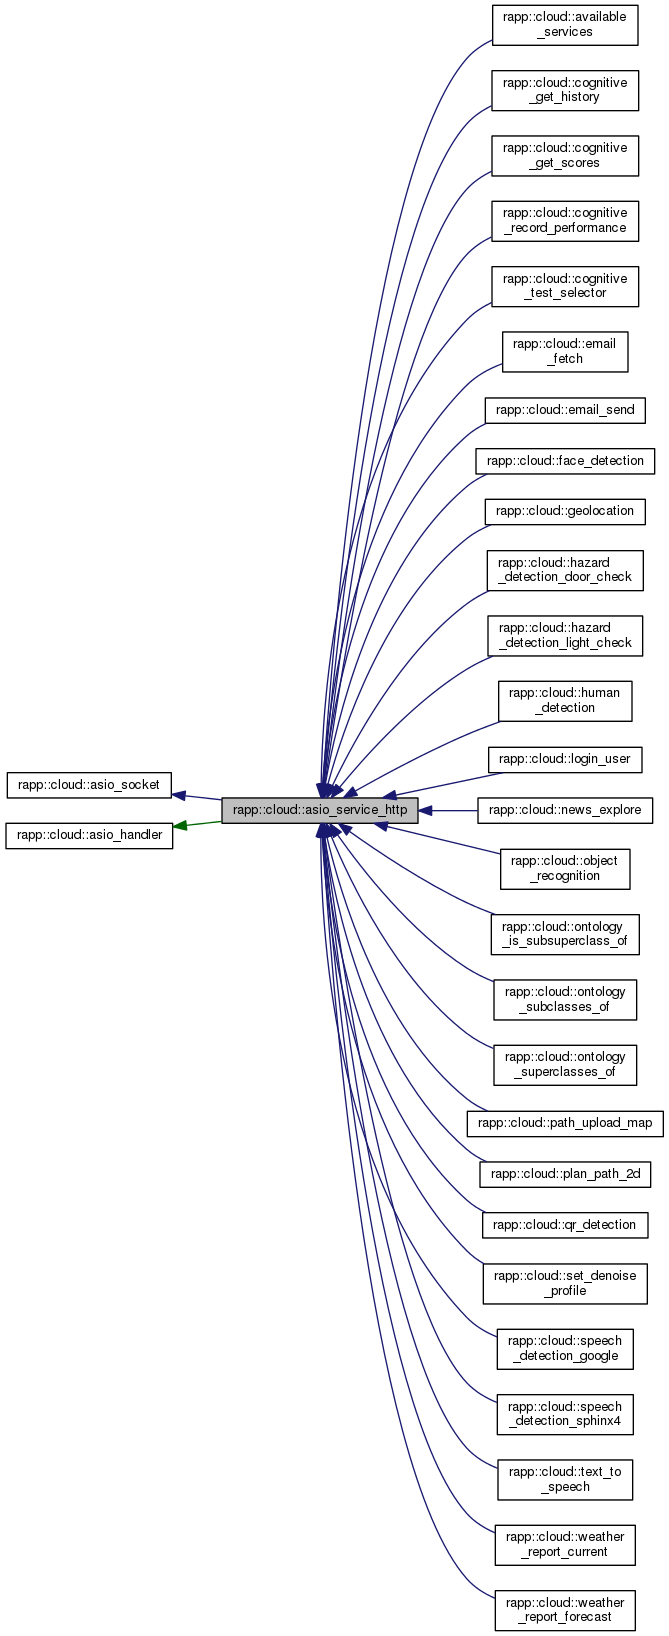 rapp::cloud::available
_services
rapp::cloud::cognitive
_get_history
rapp::cloud::cognitive
_get_scores
rapp::cloud::cognitive
_record_performance
rapp::cloud::cognitive
_test_selector
rapp::cloud::email
_fetch
rapp::cloud::email_send
rapp::cloud::face_detection
rapp::cloud::geolocation
rapp::cloud::hazard
_detection_door_check
rapp::cloud::hazard
_detection_light_check
rapp::cloud::human
_detection
rapp::cloud::login_user
rapp::cloud::asio_socket
rapp::cloud::asio_service_http
rapp::cloud::news_explore
rapp::cloud::asio_handler
rapp::cloud::object
_recognition
rapp::cloud::ontology
_is_subsuperclass_of
rapp::cloud::ontology
_subclasses_of
rapp::cloud::ontology
_superclasses_of
rapp::cloud::path_upload_map
rapp::cloud::plan_path_2d
rapp::cloud::qr_detection
rapp::cloud::set_denoise
_profile
rapp::cloud::speech
_detection_google
rapp::cloud::speech
_detection_sphinx4
rapp::cloud::text_to
_speech
rapp::cloud::weather
_report_current
rapp::cloud::weather
_report_forecast